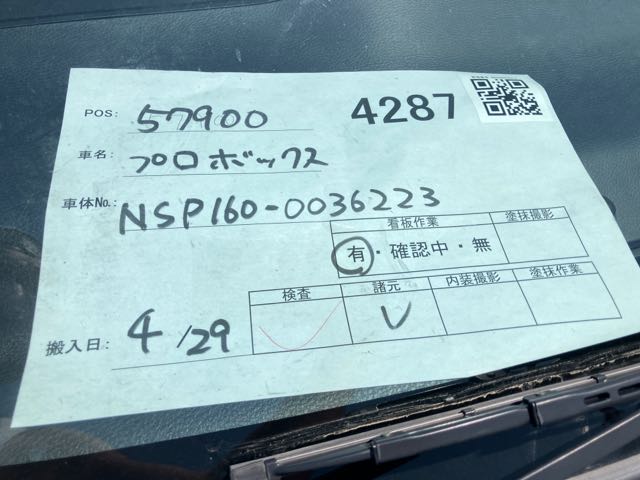 POS: 57900 4287
車名: プロボックス
車体No.: NSP160-0036223
看板作業 塗抹撮影
有・確認中・無
検査 諸元 内装撮影 塗抹作業
搬入日: 4/29